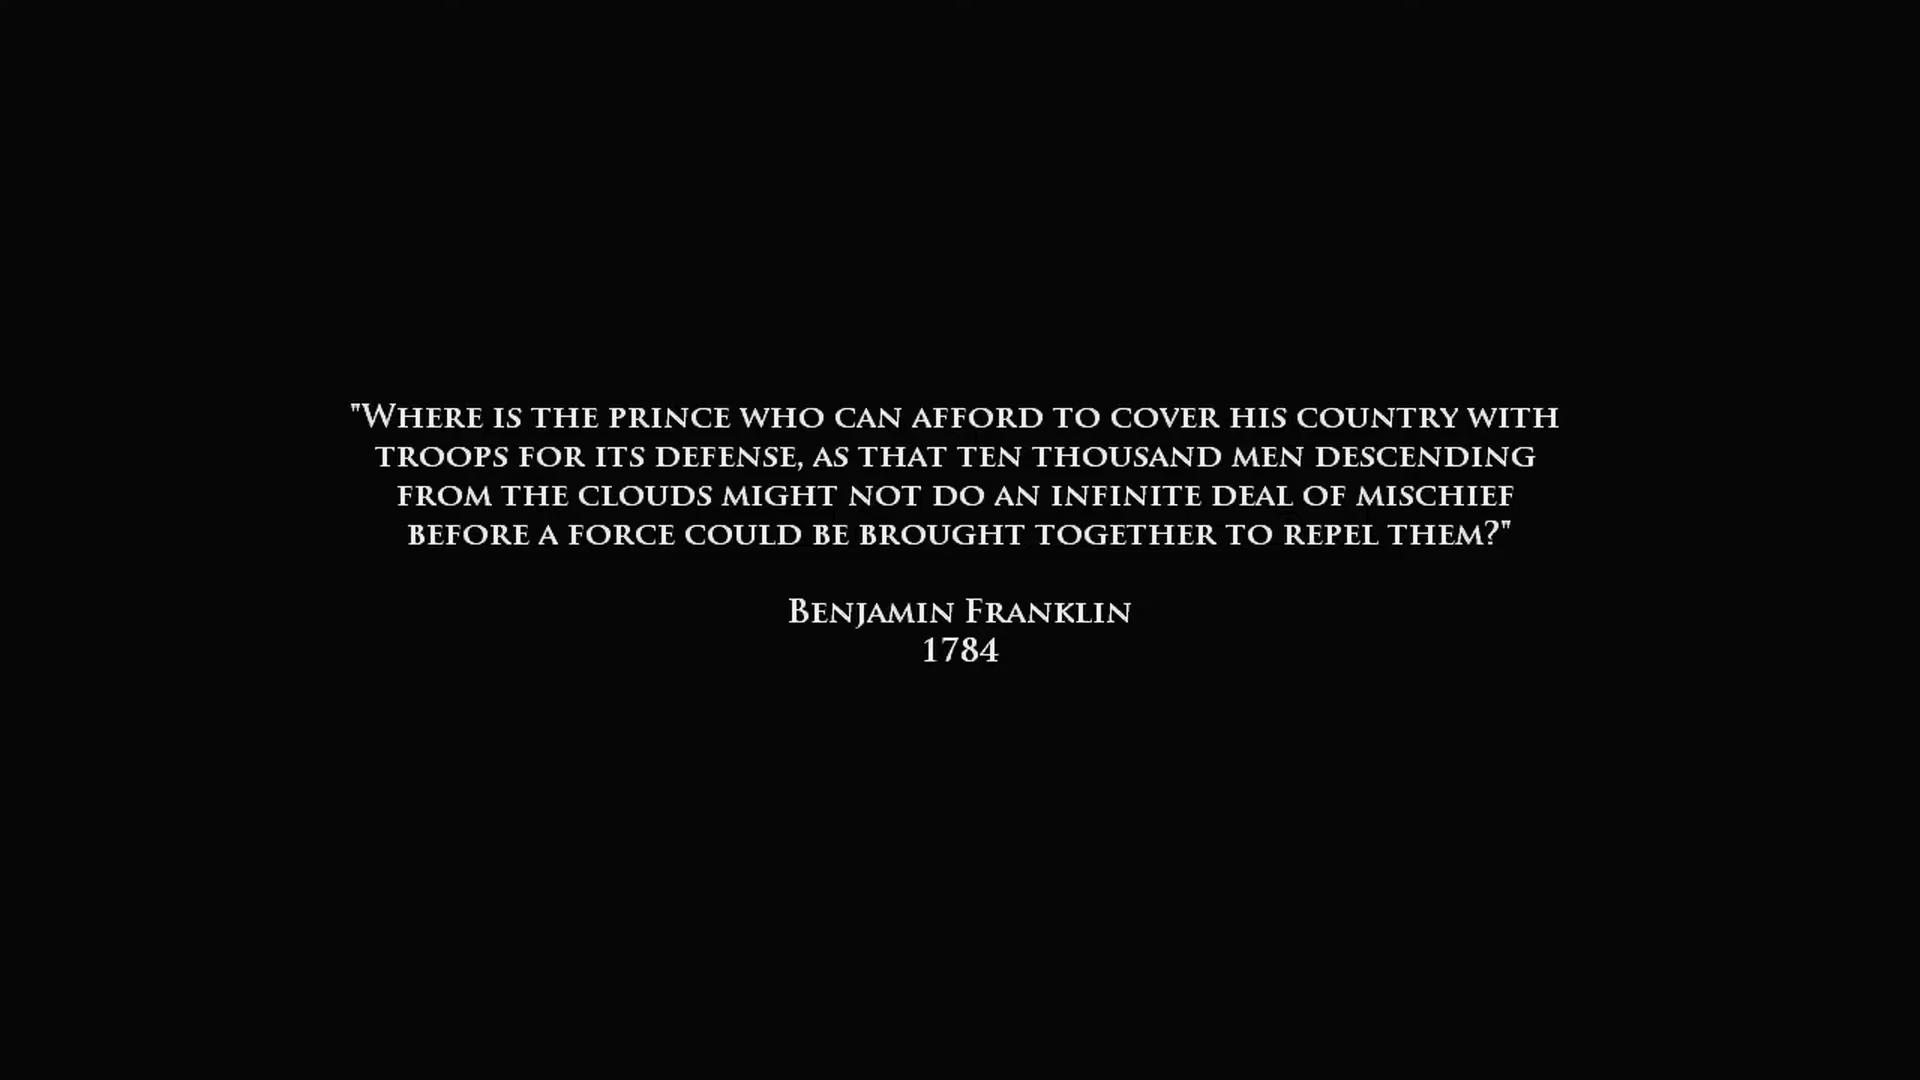 "Where is the prince who can afford to cover his country with
troops for its defense, as that ten thousand men descending
from the clouds might not do an infinite deal of mischief
before a force could be brought together to repel them?"
Benjamin Franklin
1784